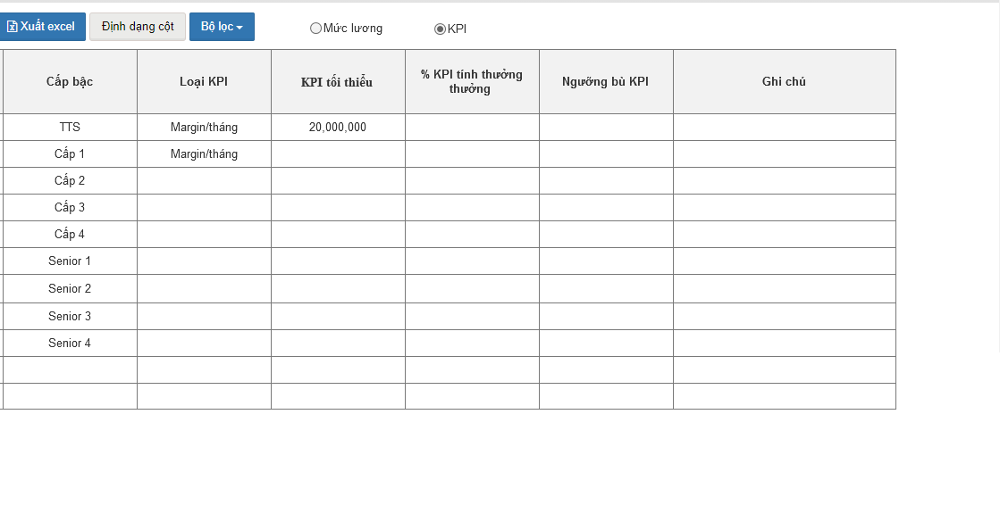 Xuất excel Định dạng cột Bộ lọc Mức lương KPI
Cấp bậc Loại KPI KPI tối thiểu % KPI tính thưởng thưởng Ngưỡng bù KPI Ghi chú
TTS Margin/tháng 20,000,000
Cấp 1 Margin/tháng
Cấp 2
Cấp 3
Cấp 4
Senior 1
Senior 2
Senior 3
Senior 4